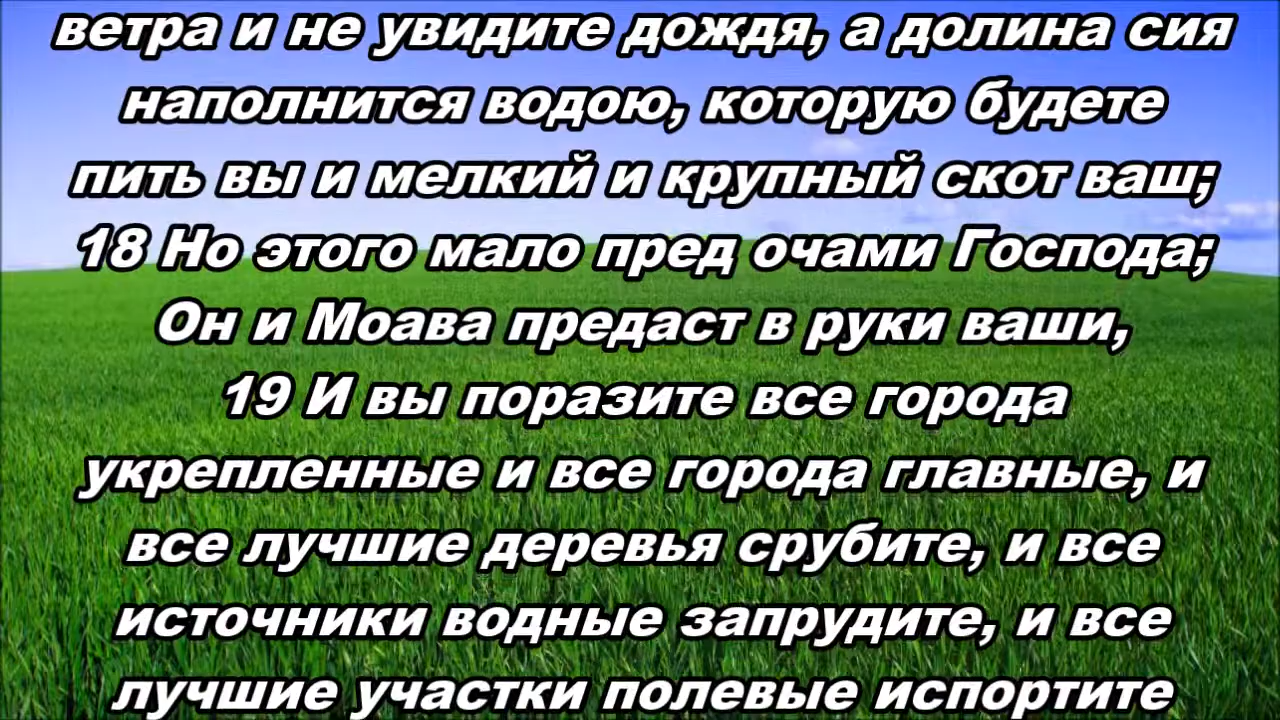 ветра и не увидите дождя, а долина сия
наполнится водою, которую будете
пить вы и мелкий и крупный скот ваш;
18 Но этого мало пред очами Господа;
Он и Моава предаст в руки ваши,
19 И вы поразите все города
укрепленные и все города главные, и
все лучшие деревья срубите, и все
источники водные запрудите, и все
лучшие участки полевые испортите